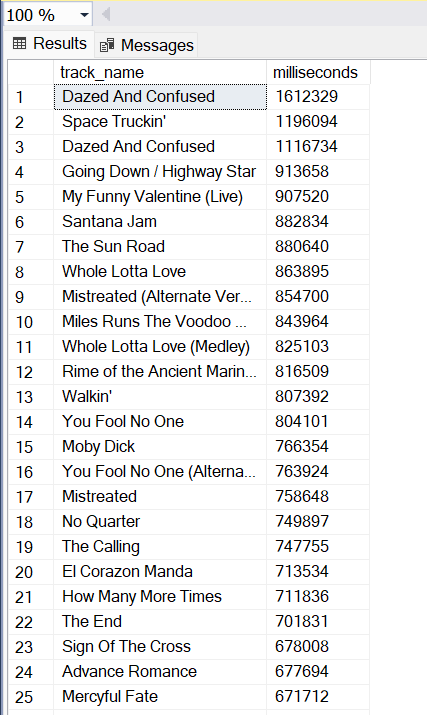 100 %
Results Messages
track_name milliseconds
1 Dazed And Confused 1612329
2 Space Truckin' 1196094
3 Dazed And Confused 1116734
4 Going Down / Highway Star 913658
5 My Funny Valentine (Live) 907520
6 Santana Jam 882834
7 The Sun Road 880640
8 Whole Lotta Love 863895
9 Mistreated (Alternate Ver... 854700
10 Miles Runs The Voodoo ... 843964
11 Whole Lotta Love (Medley) 825103
12 Rime of the Ancient Marin... 816509
13 Walkin' 807392
14 You Fool No One 804101
15 Moby Dick 766354
16 You Fool No One (Alterna... 763924
17 Mistreated 758648
18 No Quarter 749897
19 The Calling 747755
20 El Corazon Manda 713534
21 How Many More Times 711836
22 The End 701831
23 Sign Of The Cross 678008
24 Advance Romance 677694
25 Mercyful Fate 671712